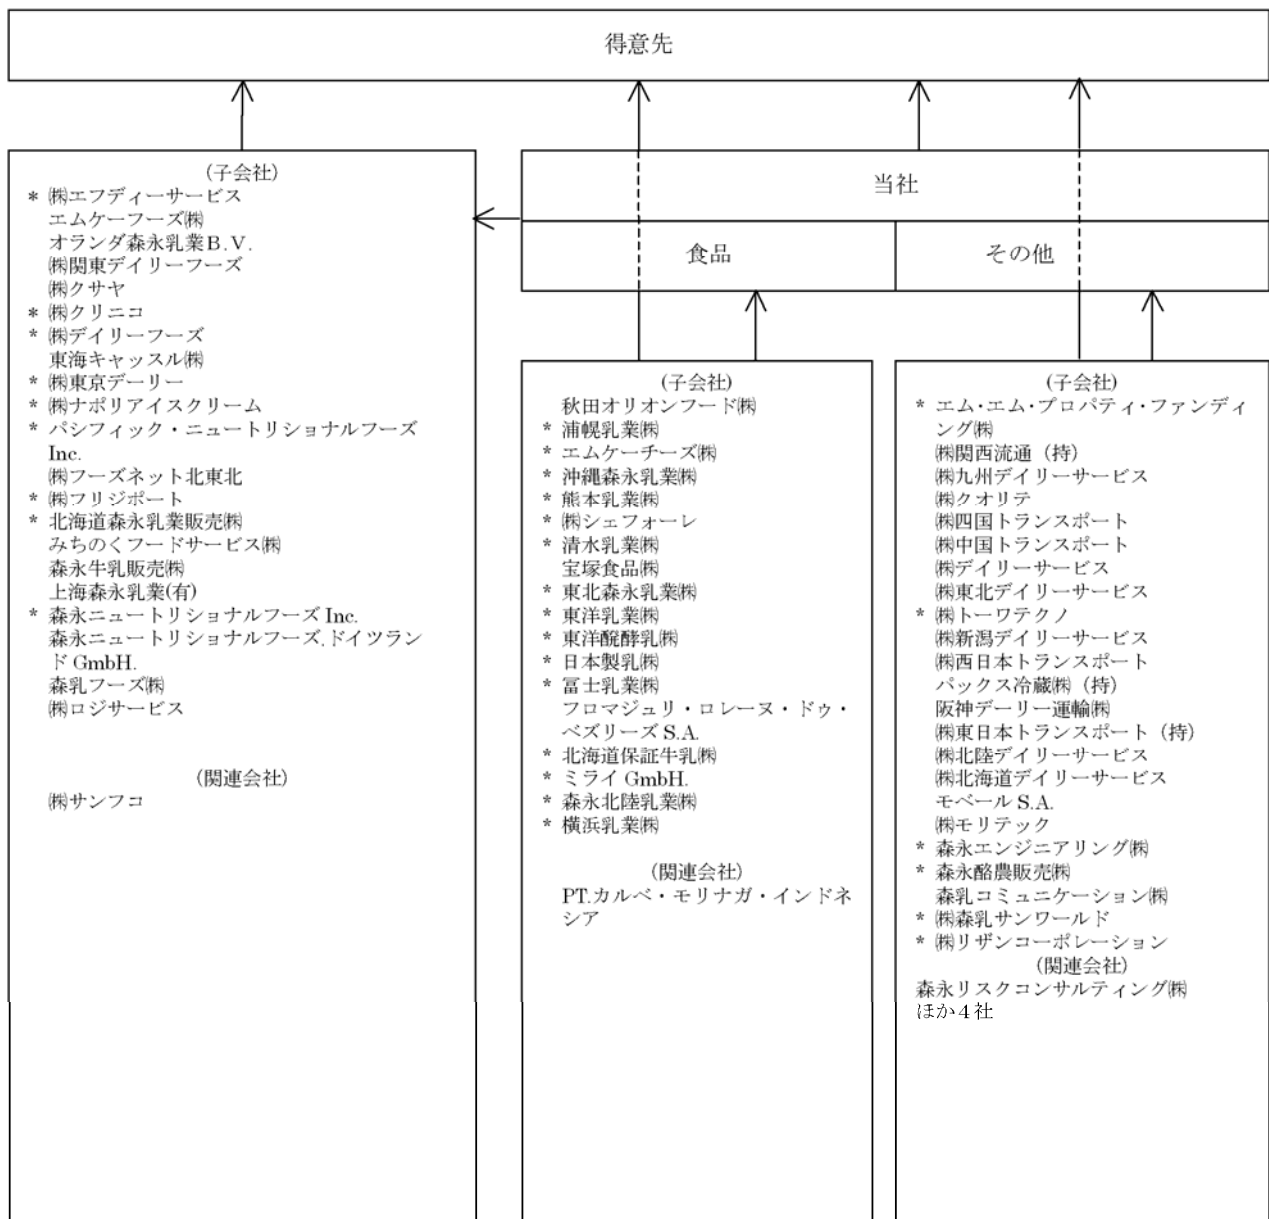 得意先
(子会社)
* ㈱エフディーサービス
エムケーフーズ㈱
オランダ森永乳業B.V.
㈱関東デイリーフーズ
㈱クサヤ
* ㈱クリニコ
* ㈱デイリーフーズ
東海キャッスル㈱
* ㈱東京デーリー
* ㈱ナポリアイスクリーム
* パシフィック・ニュートリショナルフーズ
Inc.
㈱フーズネット北東北
* ㈱フリジポート
* 北海道森永乳業販売㈱
みちのくフードサービス㈱
森永牛乳販売㈱
上海森永乳業(有)
* 森永ニュートリショナルフーズ Inc.
森永ニュートリショナルフーズ.ドイツラン
ド GmbH.
森乳フーズ㈱
㈱ロジサービス
(関連会社)
㈱サンフコ
当社
食品
その他
(子会社)
秋田オリオンフード㈱
* 浦幌乳業㈱
* エムケーチーズ㈱
* 沖縄森永乳業㈱
* 熊本乳業㈱
* ㈱シェフォーレ
* 清水乳業㈱
宝塚食品㈱
* 東北森永乳業㈱
* 東洋乳業㈱
* 東洋醗酵乳㈱
* 日本製乳㈱
* 冨士乳業㈱
フロマジュリ・ロレーヌ・ドゥ・
ベズリーズ S.A.
* 北海道保証牛乳㈱
* ミライ GmbH.
* 森永北陸乳業㈱
* 横浜乳業㈱
(関連会社)
PT.カルベ・モリナガ・インドネ
シア
(子会社)
* エム・エム・プロパティ・ファンディ
ング㈱
㈱関西流通（持）
㈱九州デイリーサービス
㈱クオリテ
㈱四国トランスポート
㈱中国トランスポート
㈱デイリーサービス
㈱東北デイリーサービス
* ㈱トーワテクノ
㈱新潟デイリーサービス
㈱西日本トランスポート
パックス冷蔵㈱（持）
阪神デーリー運輸㈱
㈱東日本トランスポート（持）
㈱北陸デイリーサービス
㈱北海道デイリーサービス
モベール S.A.
㈱モリテック
* 森永エンジニアリング㈱
* 森永酪農販売㈱
森乳コミュニケーション㈱
* ㈱森乳サンワールド
* ㈱リザンコーポレーション
(関連会社)
森永リスクコンサルティング㈱
ほか４社